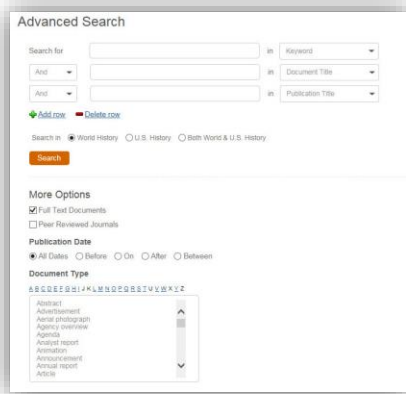 Advanced Search
Search for in Keyword
And in Document Title
And in Publication Title
Add row Delete row
Search in World History U.S. History Both World & U.S. History
Search
More Options
Full Text Documents
Peer Reviewed Journals
Publication Date
All Dates Before On After Between
Document Type
A B C D E F G H I J K L M N O P Q R S T U V W X Y Z
Abstract
Advertisement
Aerial photograph
Agency overview
Agenda
Analyst report
Animation
Announcement
Annual report
Article